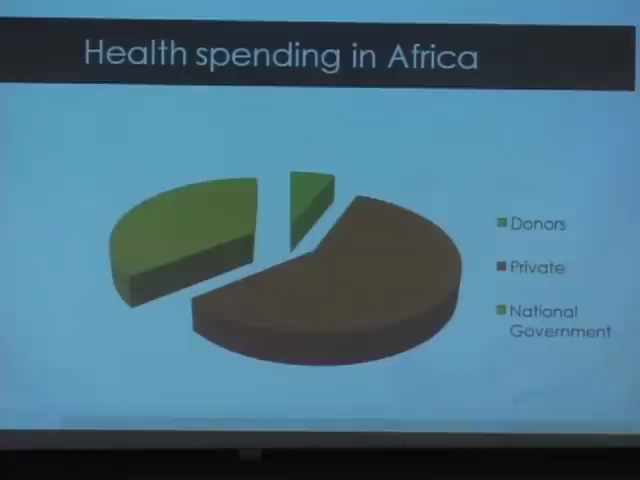 Health spending in Africa
Donors
Private
National
Government